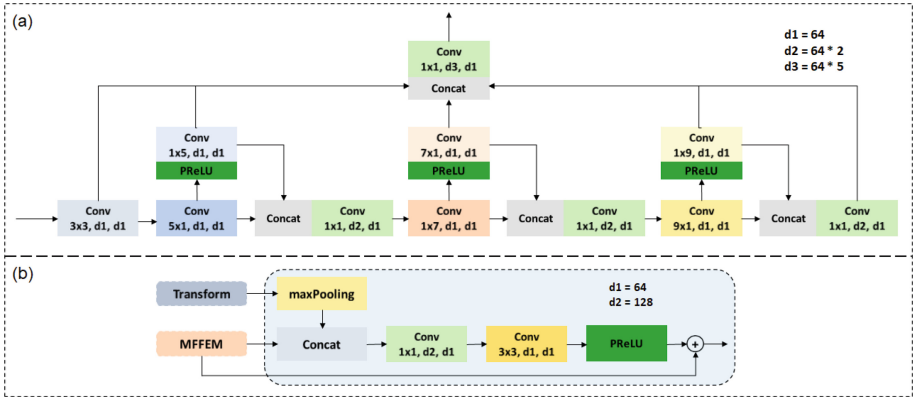 (a)
d1 = 64
d2 = 64 * 2
d3 = 64 * 5
Conv
1x1, d3, d1
Concat
Conv
1x5, d1, d1
PReLU
Conv
7x1, d1, d1
PReLU
Conv
1x9, d1, d1
PReLU
Conv
3x3, d1, d1
Conv
5x1, d1, d1
Concat
Conv
1x1, d2, d1
Conv
1x7, d1, d1
Concat
Conv
1x1, d2, d1
Conv
9x1, d1, d1
Concat
Conv
1x1, d2, d1
(b)
d1 = 64
d2 = 128
Transform
maxPooling
MFFEM
Concat
Conv
1x1, d2, d1
Conv
3x3, d1, d1
PReLU
+